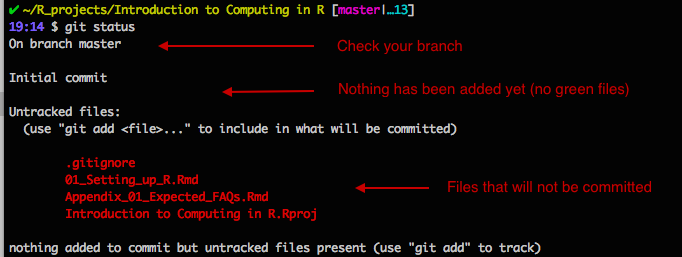 ✔ ~/R_projects/Introduction to Computing in R [master|…13]
19:14 $ git status
On branch master
Check your branch
Initial commit
Nothing has been added yet (no green files)
Untracked files:
(use "git add <file>..." to include in what will be committed)
.gitignore
01_Setting_up_R.Rmd
Appendix_01_Expected_FAQs.Rmd
Files that will not be committed
Introduction to Computing in R.Rproj
nothing added to commit but untracked files present (use "git add" to track)